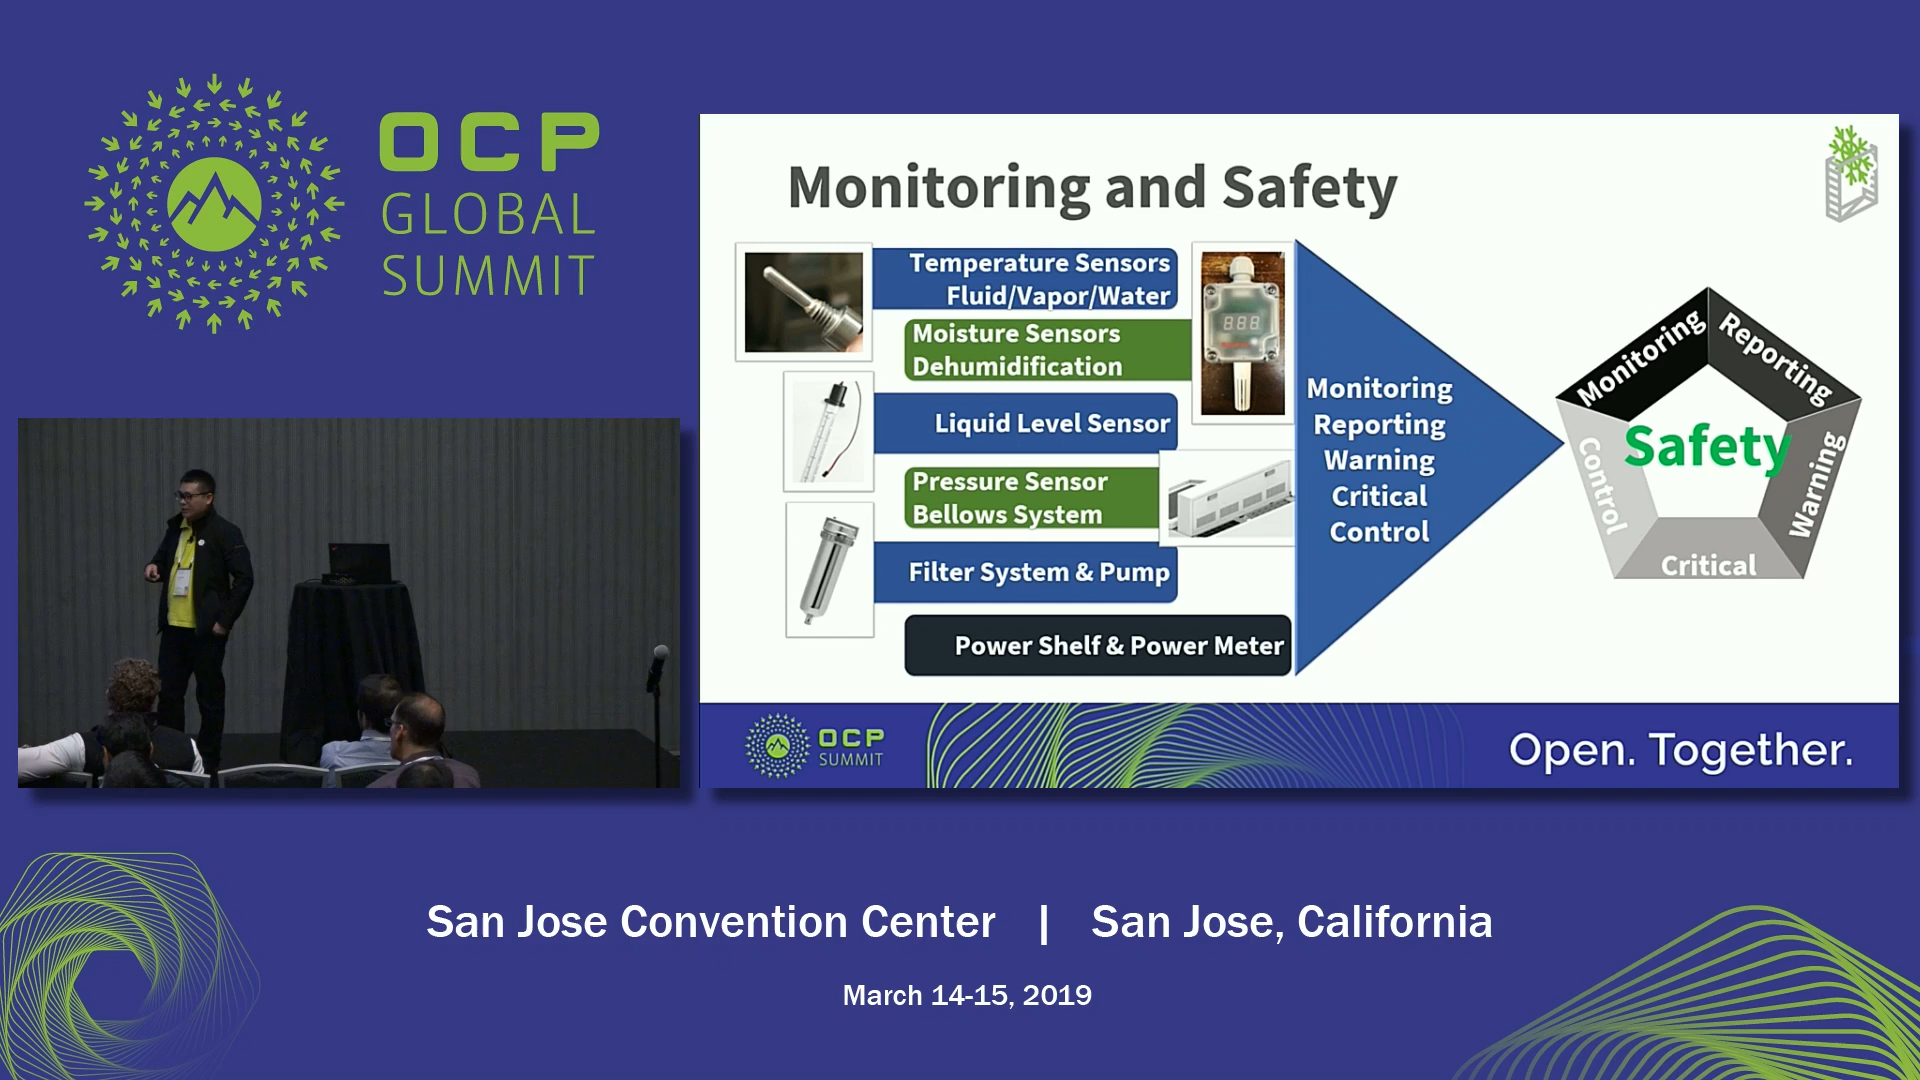 OCP
GLOBAL
SUMMIT
Monitoring and Safety
Temperature Sensors
Fluid/Vapor/Water
Moisture Sensors
Dehumidification
Liquid Level Sensor
Pressure Sensor
Bellows System
Filter System & Pump
Power Shelf & Power Meter
888
Monitoring
Reporting
Warning
Critical
Control
Monitoring
Reporting
Warning
Critical
Control
Safety
OCP
SUMMIT
Open. Together.
San Jose Convention Center | San Jose, California
March 14-15, 2019